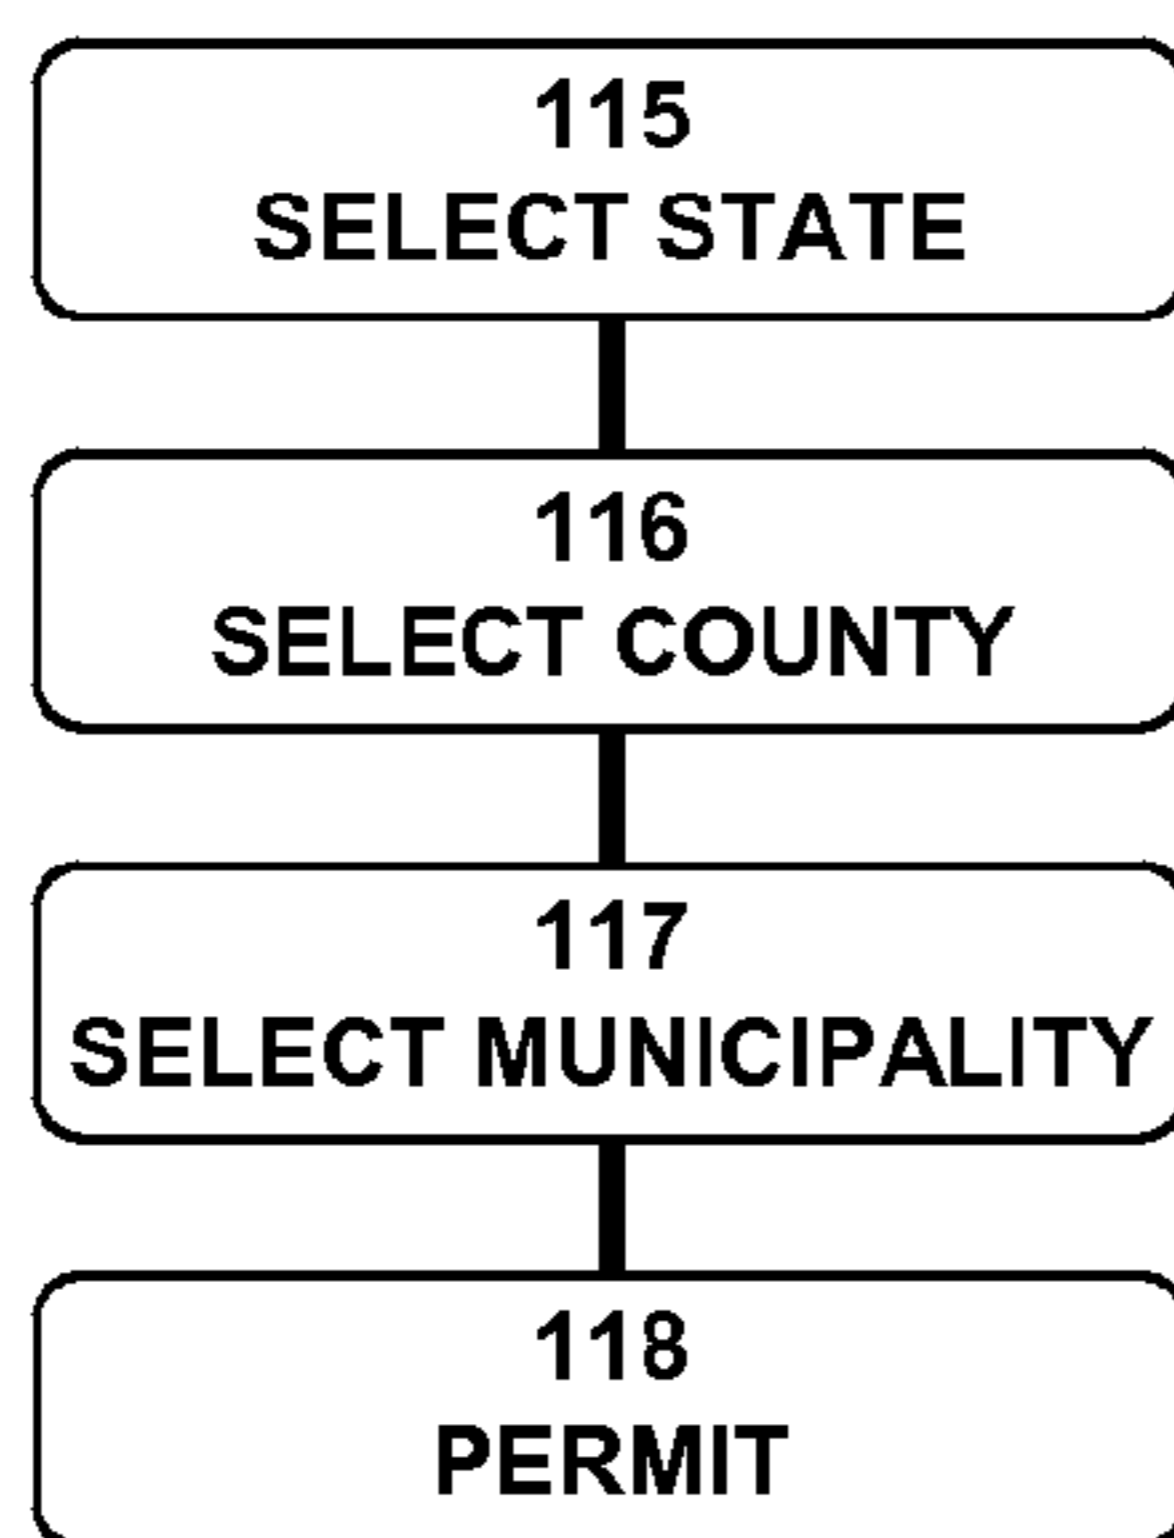 115
SELECT STATE
116
SELECT COUNTY
117
SELECT MUNICIPALITY
118
PERMIT